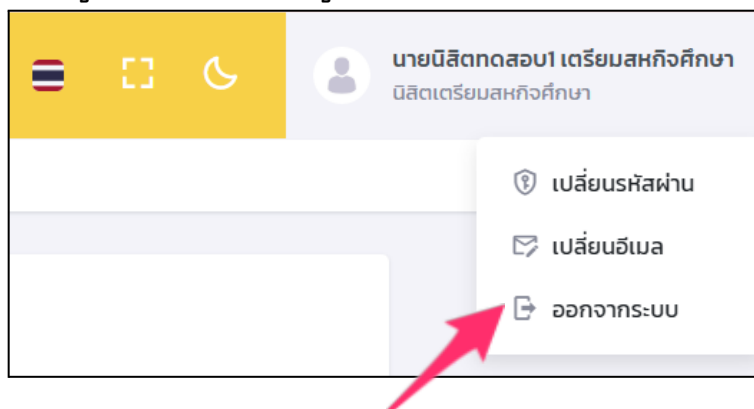 นายนิสิตทดสอบ1 เตรียมสหกิจศึกษา
นิสิตเตรียมสหกิจศึกษา
เปลี่ยนรหัสผ่าน
เปลี่ยนอีเมล
ออกจากระบบ